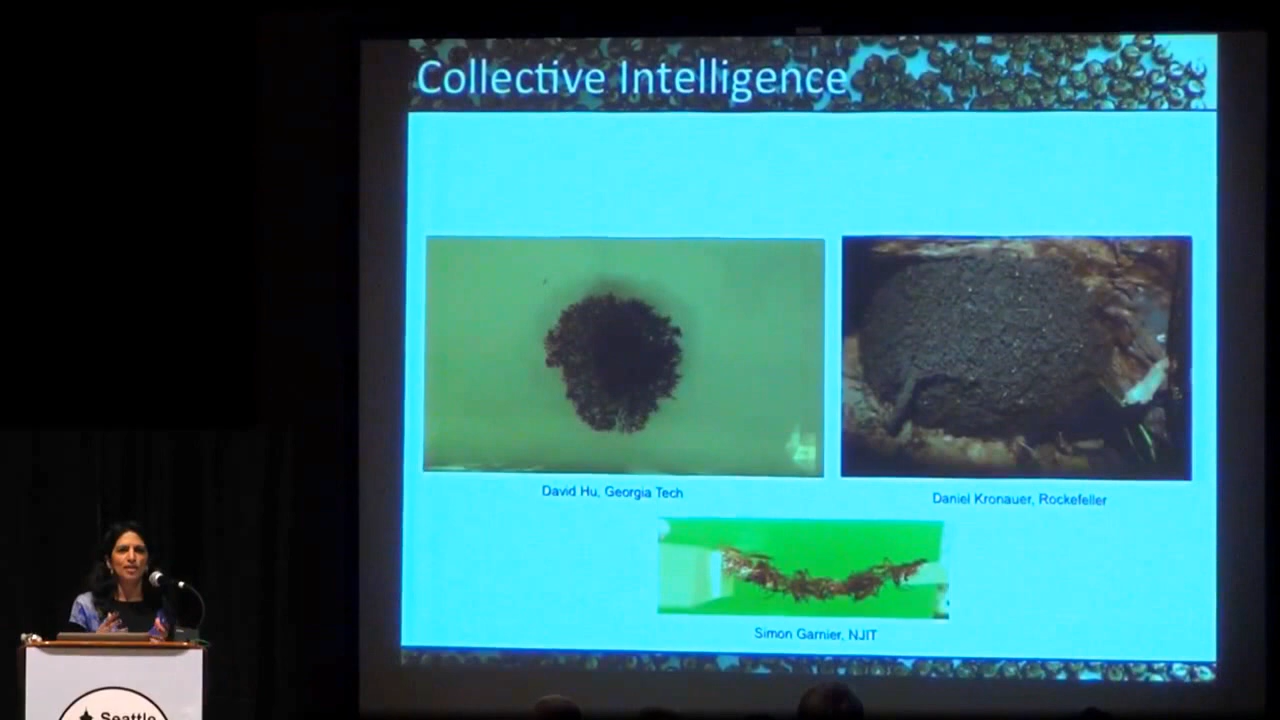 Collective Intelligence
David Hu, Georgia Tech
Daniel Kronauer, Rockefeller
Simon Garnier, NJIT
Seattle